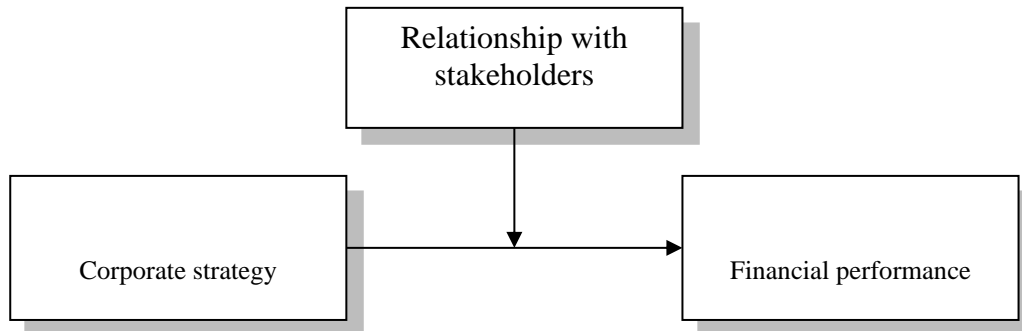 Relationship with
stakeholders
Corporate strategy
Financial performance